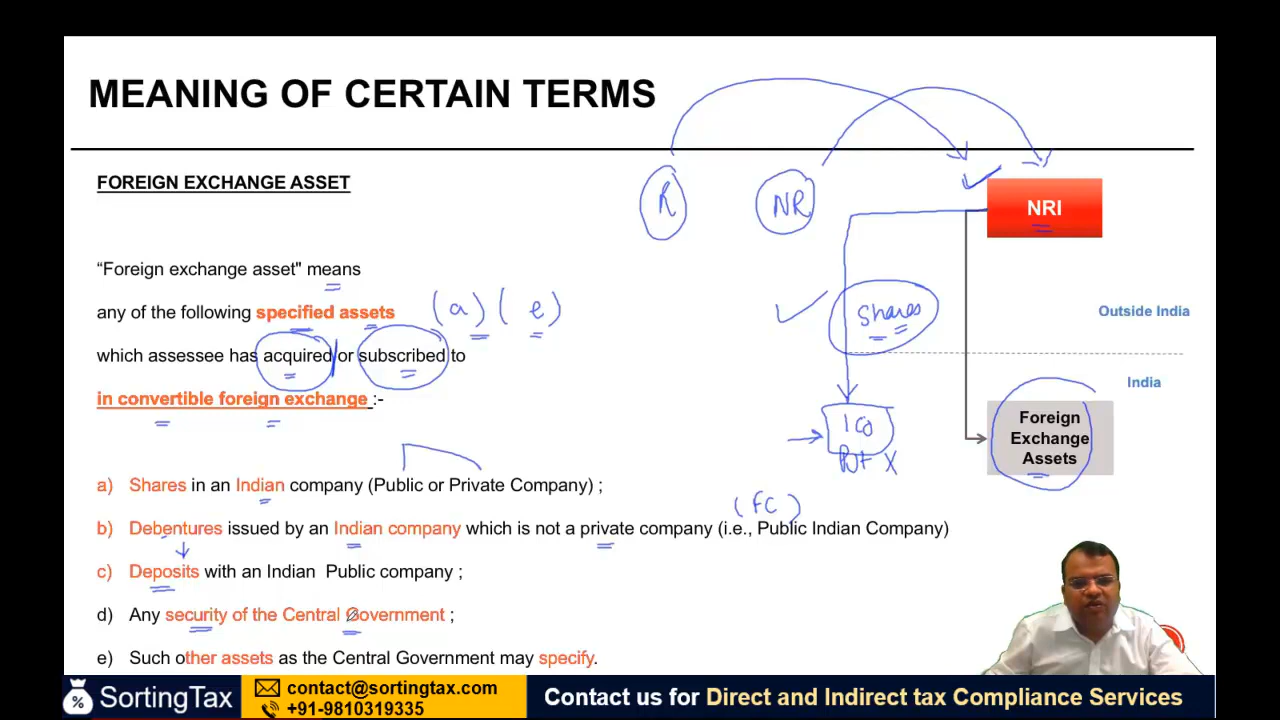 MEANING OF CERTAIN TERMS
FOREIGN EXCHANGE ASSET
R
NR
NRI
“Foreign exchange asset" means
any of the following specified assets (a) (e)
which assessee has acquired or subscribed to
in convertible foreign exchange :-
Shares
Outside India
India
I Co
Pvt X
Foreign
Exchange
Assets
a) Shares in an Indian company (Public or Private Company) ;
(FC)
b) Debentures issued by an Indian company which is not a private company (i.e., Public Indian Company)
c) Deposits with an Indian Public company ;
d) Any security of the Central Government ;
e) Such other assets as the Central Government may specify.
SortingTax
contact@sortingtax.com
+91-9810319335
Contact us for Direct and Indirect tax Compliance Services